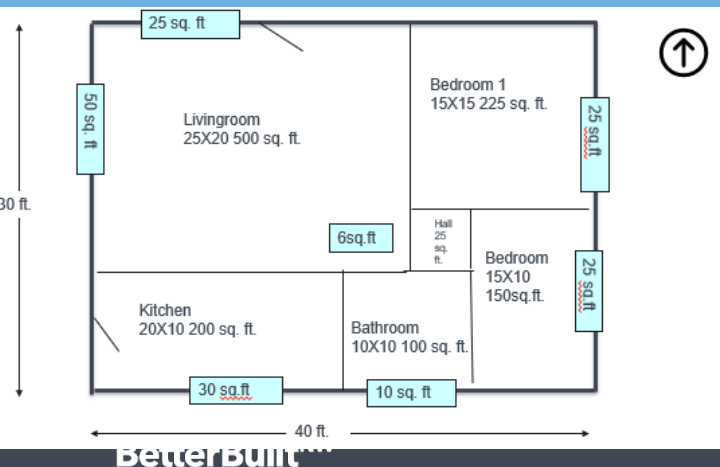 25 sq. ft
50 sq. ft
Livingroom
25X20 500 sq. ft.
Bedroom 1
15X15 225 sq. ft.
25 sq.ft
30 ft.
6sq.ft
Hall
25
sq.
ft.
Bedroom
15X10
150sq.ft.
25 sq.ft
Kitchen
20X10 200 sq. ft.
Bathroom
10X10 100 sq. ft.
30 sq.ft
10 sq. ft
40 ft.
BetterBuilt